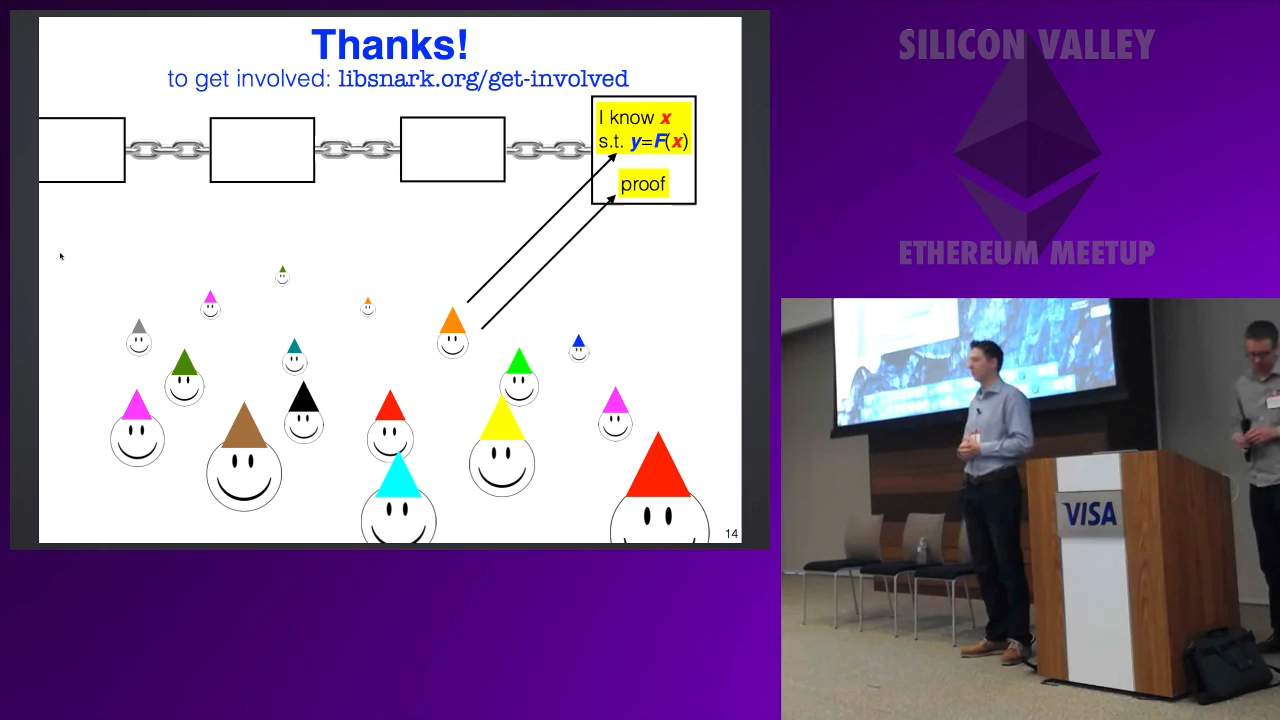 Thanks!
to get involved: libsnark.org/get-involved
I know x
s.t. y=F(x)
proof
14
SILICON VALLEY
ETHEREUM MEETUP
VISA